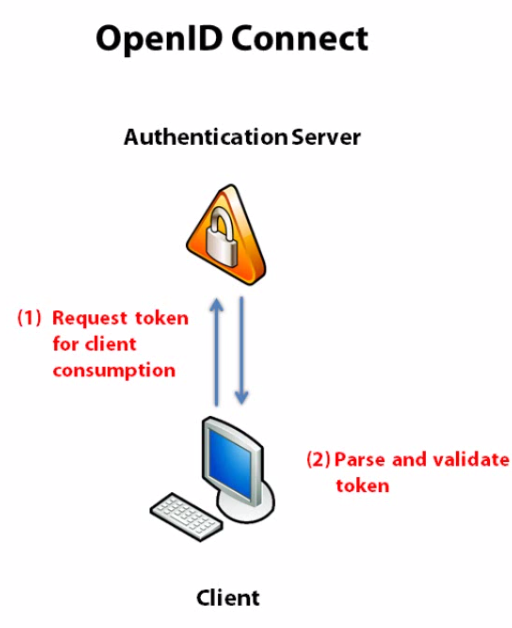 OpenID Connect
Authentication Server
(1) Request token
for client
consumption
(2) Parse and validate
token
Client